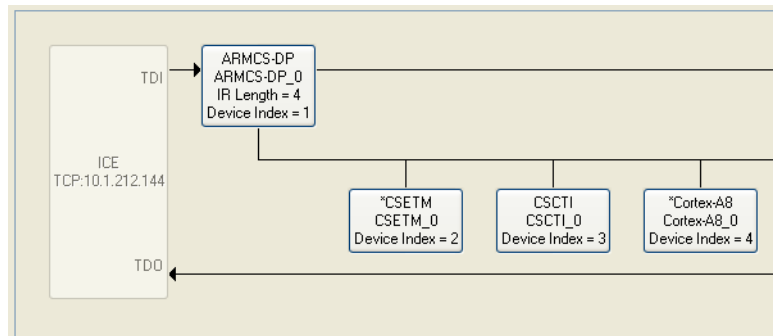 TDI
ICE
TCP:10.1.212.144
TDO
ARMCS-DP
ARMCS-DP_0
IR Length = 4
Device Index = 1
*CSETM
CSETM_0
Device Index = 2
CSCTI
CSCTI_0
Device Index = 3
*Cortex-A8
Cortex-A8_0
Device Index = 4